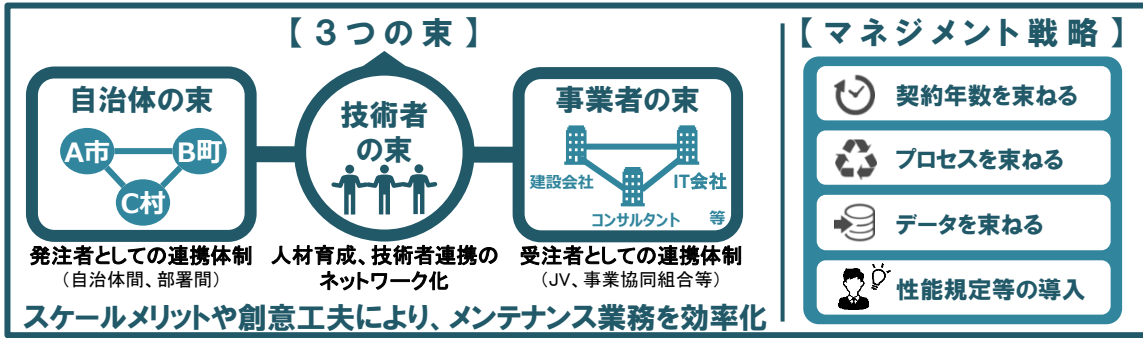 【３つの束】
自治体の束
A市
B町
C村
発注者としての連携体制
（自治体間、部署間）
技術者
の束
人材育成、技術者連携の
ネットワーク化
事業者の束
建設会社
IT会社
コンサルタント
等
受注者としての連携体制
（JV、事業協同組合等）
スケールメリットや創意工夫により、メンテナンス業務を効率化
【マネジメント戦略】
契約年数を束ねる
プロセスを束ねる
データを束ねる
性能規定等の導入